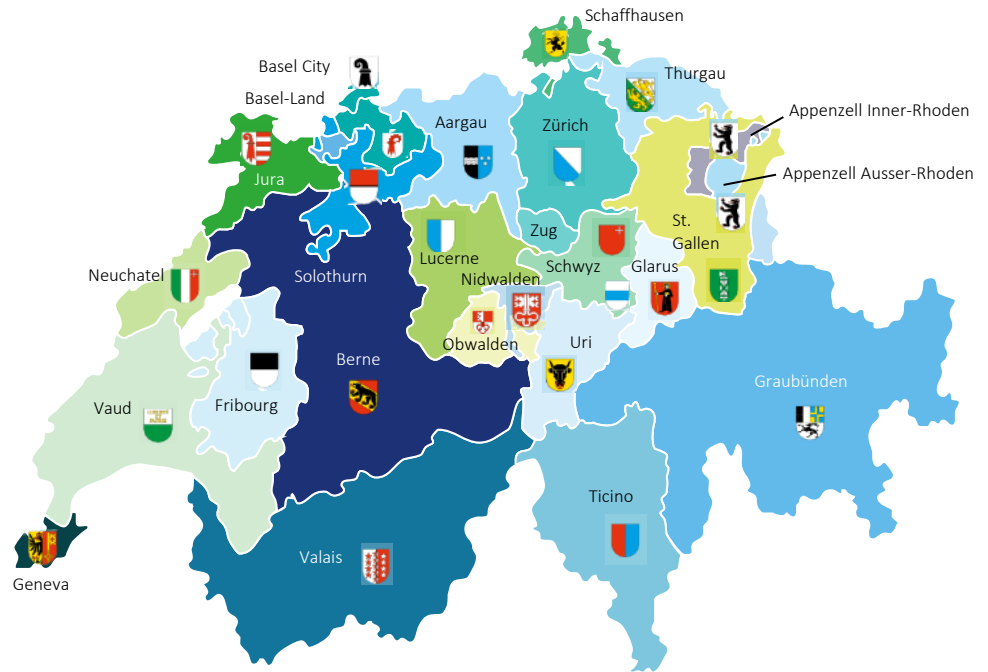 Schaffhausen
Basel City
Thurgau
Basel-Land
Appenzell Inner-Rhoden
Aargau
Zürich
Appenzell Ausser-Rhoden
Jura
St.
Gallen
Zug
Lucerne
Schwyz
Glarus
Neuchatel
Solothurn
Nidwalden
Obwalden
Uri
Berne
Graubünden
Vaud
Fribourg
Ticino
Valais
Geneva